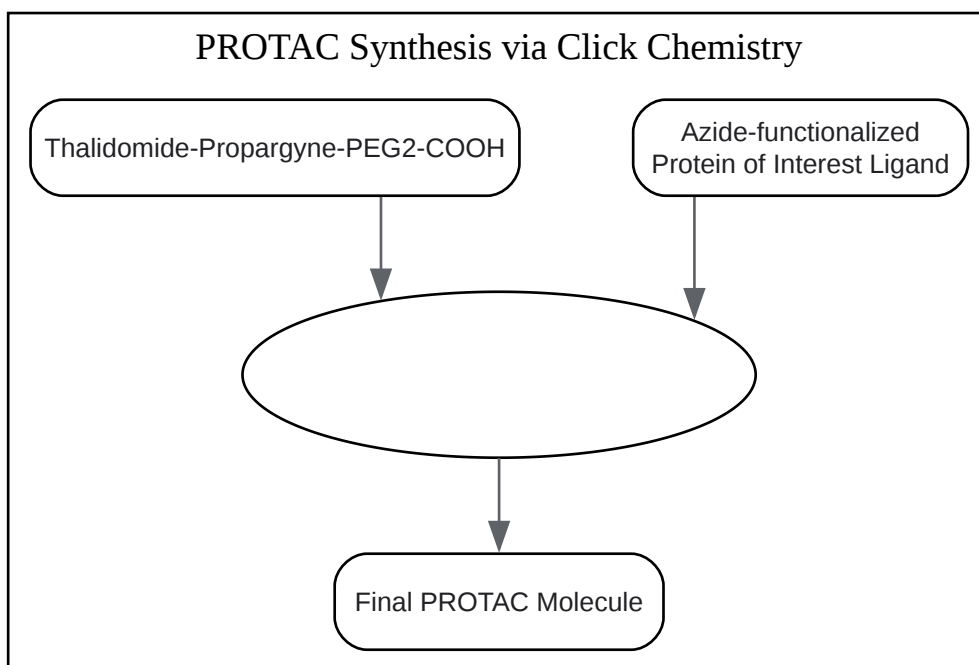 PROTAC Synthesis via Click Chemistry
Thalidomide-Propargyne-PEG2-COOH
Azide-functionalized
Protein of Interest Ligand
Final PROTAC Molecule